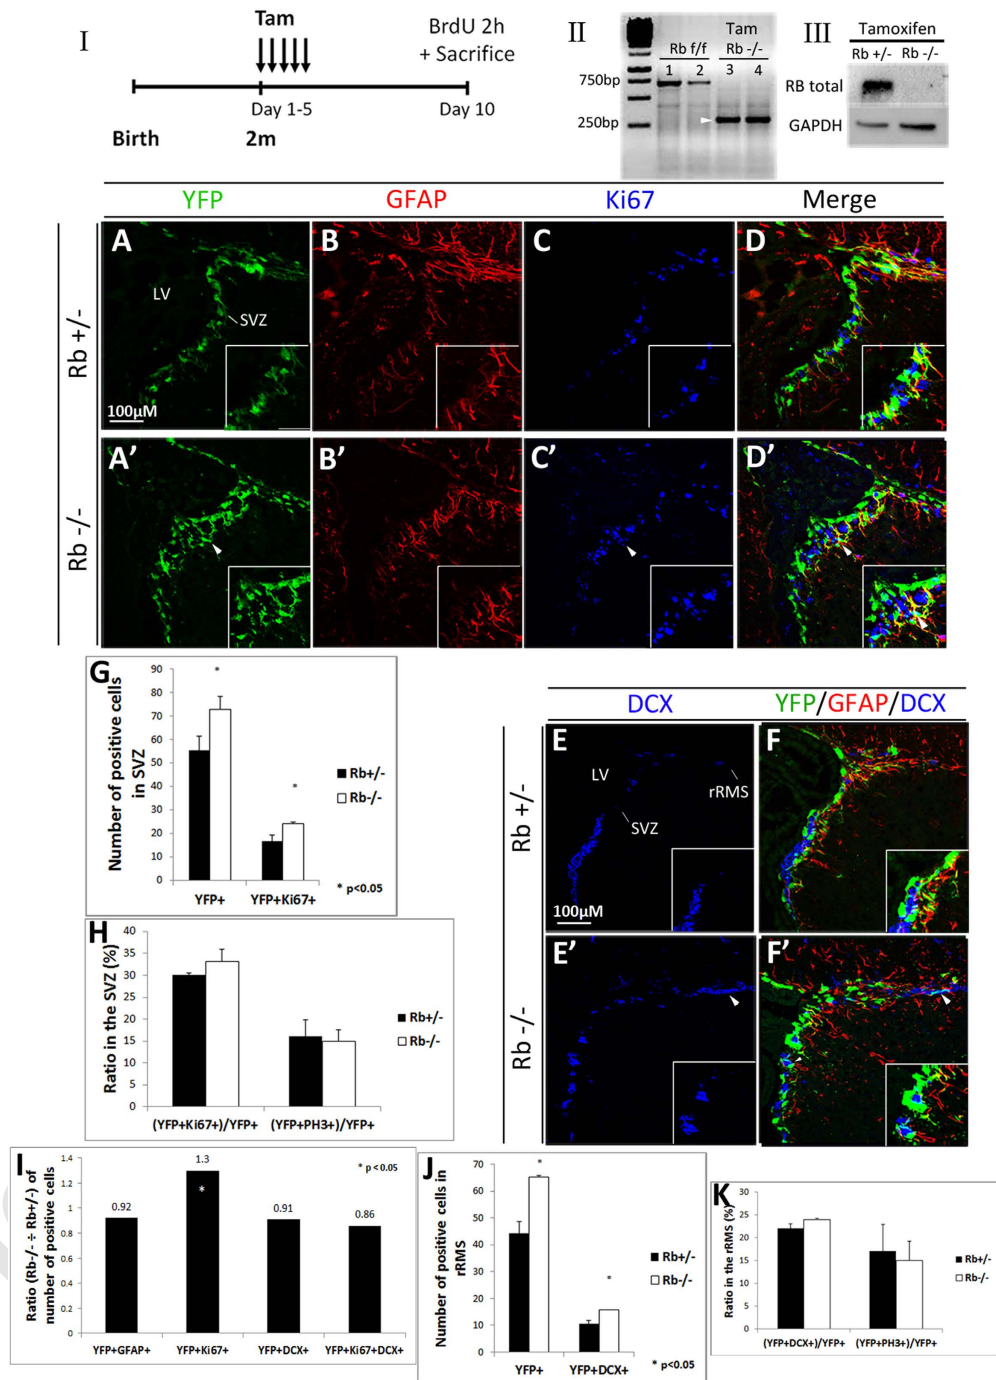 I
Tam
BrdU 2h
+ Sacrifice
Day 1-5
Day 10
Birth
2m
II
Tam
Rb f/f
Rb -/-
1 2 3 4
750bp
250bp
III
Tamoxifen
Rb +/- Rb -/-
RB total
GAPDH
YFP
GFAP
Ki67
Merge
Rb +/-
A
B
C
D
LV
SVZ
100µM
Rb -/-
A'
B'
C'
D'
G
Number of positive cells in SVZ
90
80
70
60
50
40
30
20
10
0
*
*
Rb+/-
Rb-/-
YFP+
YFP+Ki67+
* p<0.05
H
Ratio in the SVZ (%)
40
35
30
25
20
15
10
5
0
Rb+/-
Rb-/-
(YFP+Ki67+)/YFP+
(YFP+PH3+)/YFP+
DCX
YFP/GFAP/DCX
Rb +/-
E
F
LV
rRMS
SVZ
100µM
Rb -/-
E'
F'
I
Ratio (Rb-/- ÷ Rb+/-) of number of positive cells
1.4
1.2
1
0.8
0.6
0.4
0.2
0
0.92
1.3
*
0.91
0.86
* p < 0.05
YFP+GFAP+
YFP+Ki67+
YFP+DCX+
YFP+Ki67+DCX+
J
Number of positive cells in rRMS
70
60
50
40
30
20
10
0
*
*
Rb+/-
Rb-/-
YFP+
YFP+DCX+
* p<0.05
K
Ratio in the rRMS (%)
30
25
20
15
10
5
0
Rb+/-
Rb-/-
(YFP+DCX+)/YFP+
(YFP+PH3+)/YFP+